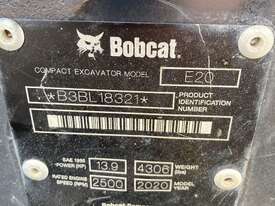 Bobcat.
COMPACT EXCAVATOR MODEL E20
*B3BL18321* PRODUCT IDENTIFICATION NUMBER
SAE 1995 POWER (HP) 13.9 4306 WEIGHT (lbs)
RATED ENGINE SPEED (RPM) 2500 2020 MODEL YEAR
Bobcat